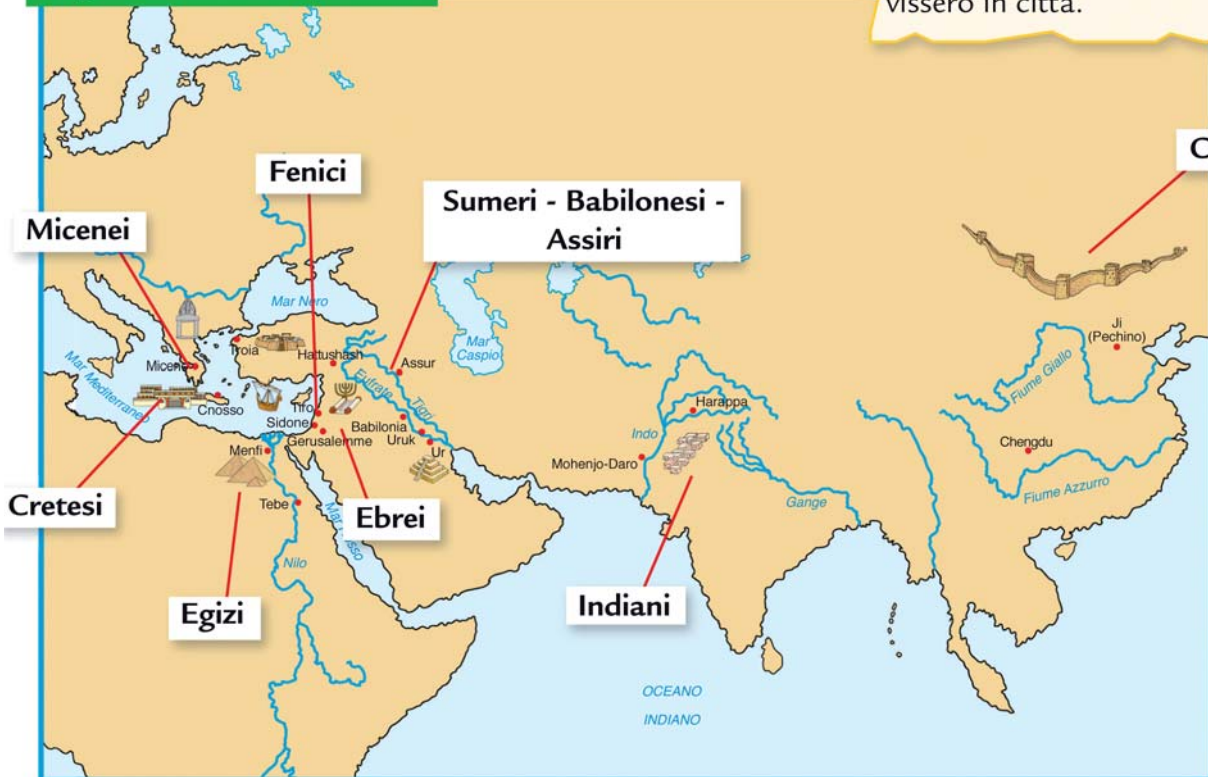 vissero in città.
Fenici
Sumeri - Babilonesi -
Assiri
Micenei
C
Mar Nero
Mar
Caspio
Troia
Hattushash
Assur
Micene
Mar Mediterraneo
Eufrate
Tigri
Cnosso
Tiro
Sidone
Babilonia
Gerusalemme
Uruk
Ur
Menfi
Tebe
Cretesi
Ebrei
Mar Rosso
Nilo
Egizi
Harappa
Indo
Mohenjo-Daro
Gange
Indiani
Ji
(Pechino)
Fiume Giallo
Chengdu
Fiume Azzurro
OCEANO
INDIANO